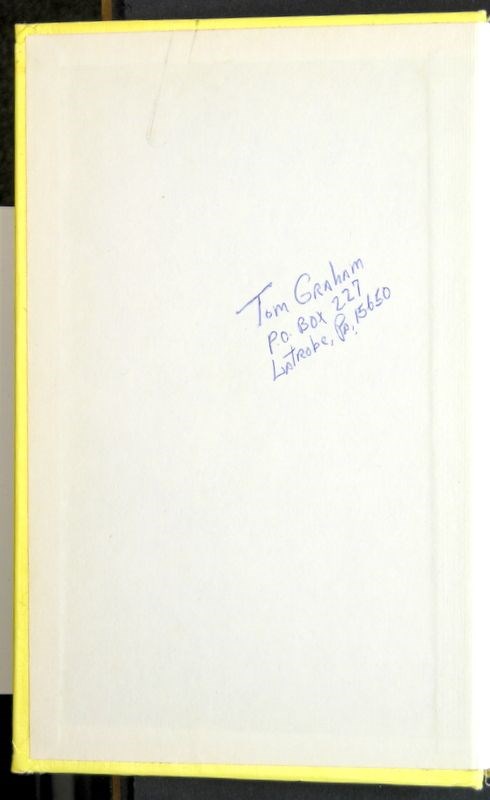 Tom Graham
P.O. Box 227
Latrobe, Pa, 15650